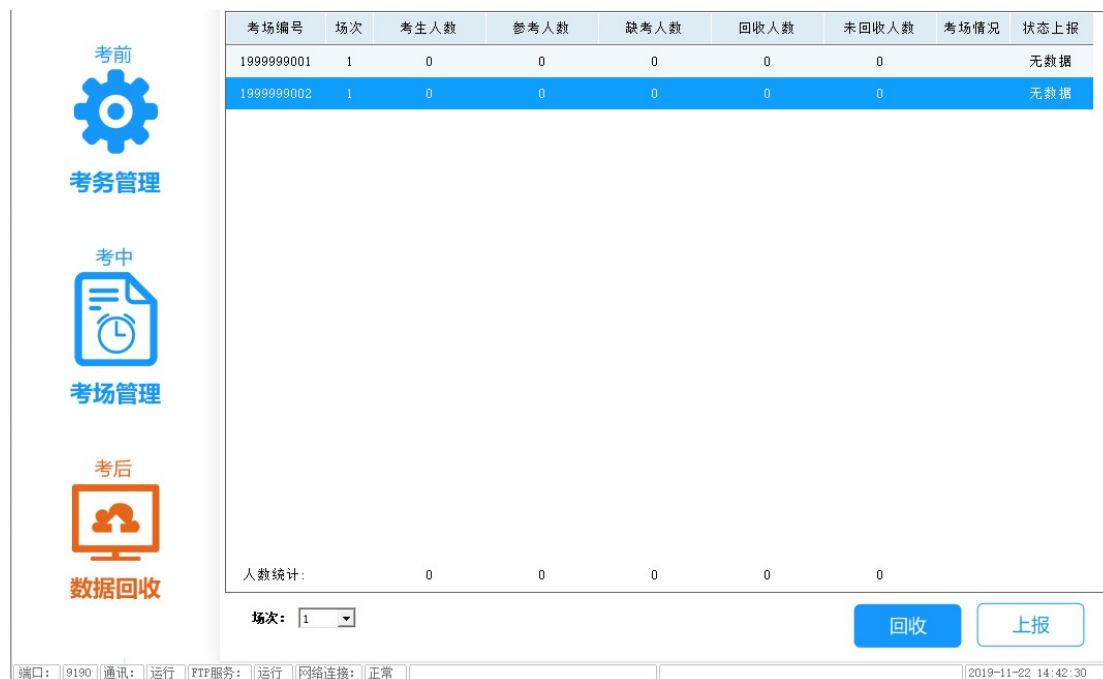 考场编号 场次 考生人数 参考人数 缺考人数 回收人数 未回收人数 考场情况 状态上报
1999999001 1 0 0 0 0 0 无数据
1999999002 1 0 0 0 0 0 无数据
考前
考务管理
考中
考场管理
考后
数据回收
人数统计: 0 0 0 0 0
场次: 1
回收 上报
端口: 9190 通讯: 运行 FTP服务: 运行 网络连接: 正常 2019-11-22 14:42:30